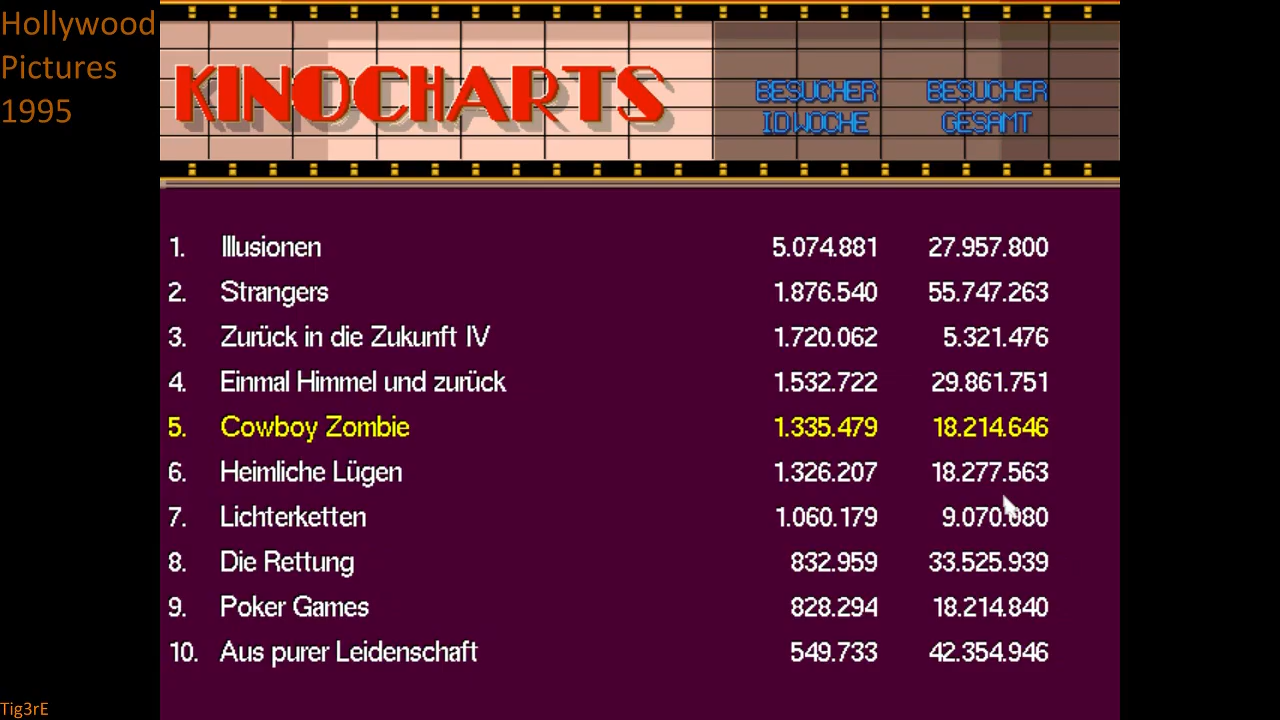 Hollywood
Pictures
1995
KINOCHARTS
BESUCHER BESUCHER
IDWOCHE GESAMT
1. Illusionen 5.074.881 27.957.800
2. Strangers 1.876.540 55.747.263
3. Zurück in die Zukunft IV 1.720.062 5.321.476
4. Einmal Himmel und zurück 1.532.722 29.861.751
5. Cowboy Zombie 1.335.479 18.214.646
6. Heimliche Lügen 1.326.207 18.277.563
7. Lichterketten 1.060.179 9.070.080
8. Die Rettung 832.959 33.525.939
9. Poker Games 828.294 18.214.840
10. Aus purer Leidenschaft 549.733 42.354.946
Tig3rE